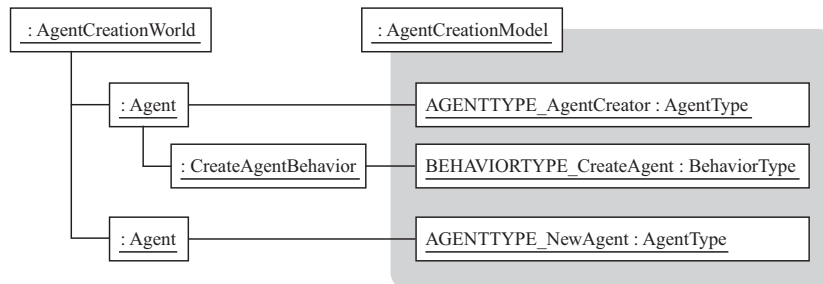 : AgentCreationWorld
: AgentCreationModel
: Agent
AGENTTYPE_AgentCreator : AgentType
: CreateAgentBehavior
BEHAVIORTYPE_CreateAgent : BehaviorType
: Agent
AGENTTYPE_NewAgent : AgentType